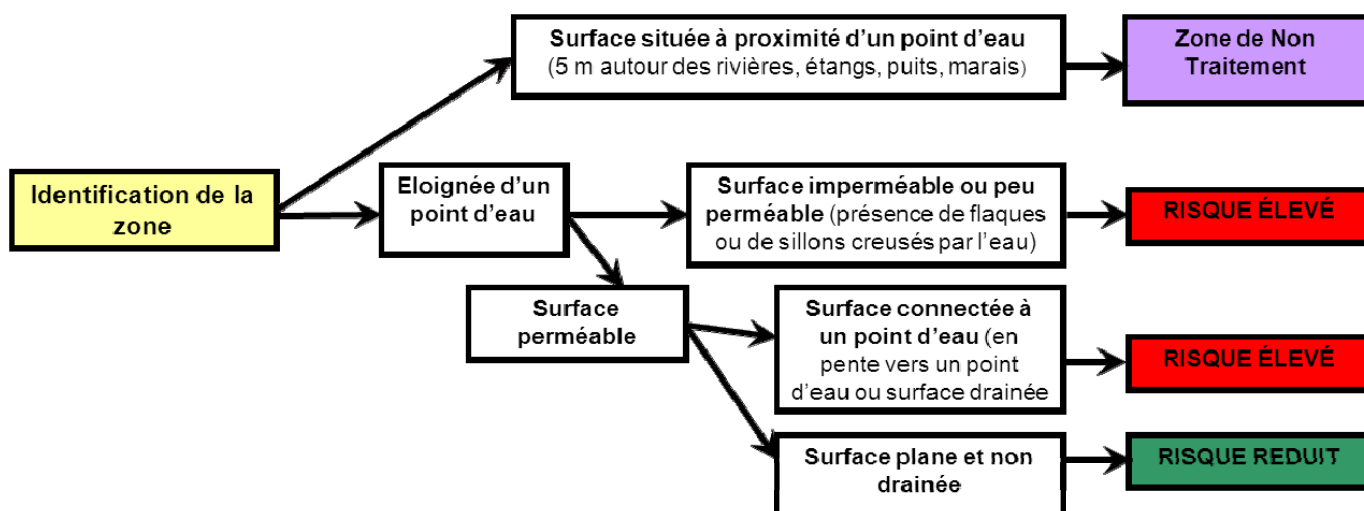 Surface située à proximité d'un point d'eau
(5 m autour des rivières, étangs, puits, marais)
Zone de Non
Traitement
Identification de la
zone
Eloignée d'un
point d'eau
Surface imperméable ou peu
perméable (présence de flaques
ou de sillons creusés par l'eau)
RISQUE ÉLEVÉ
Surface
perméable
Surface connectée à
un point d'eau (en
pente vers un point
d'eau ou surface drainée
RISQUE ÉLEVÉ
Surface plane et non
drainée
RISQUE REDUIT